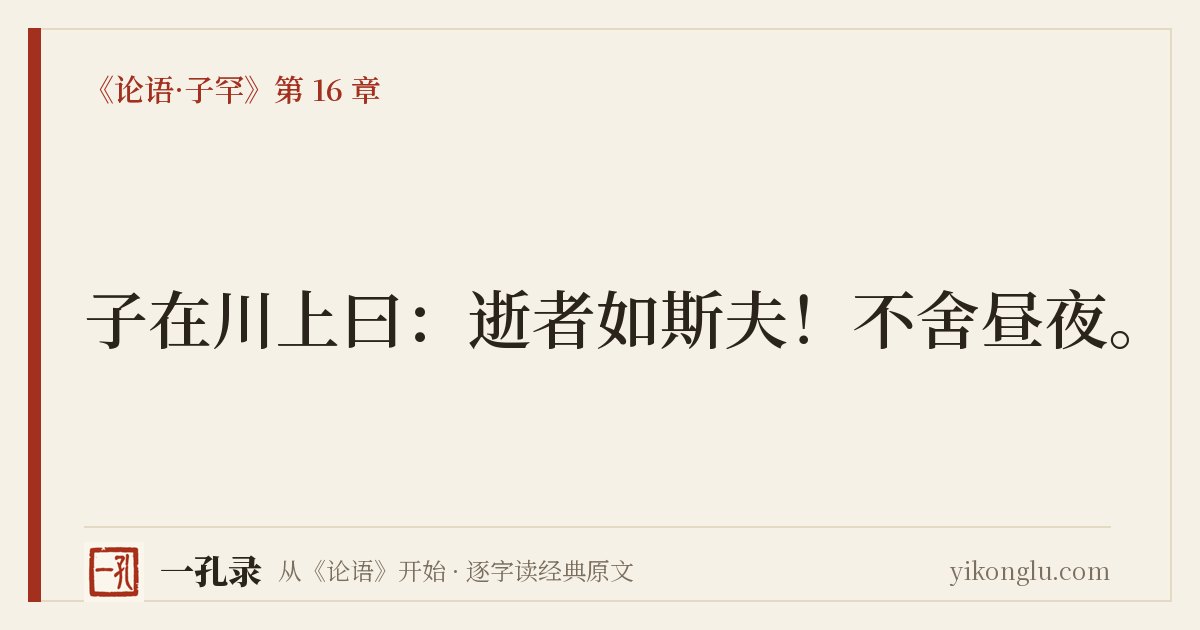 《论语·子罕》第 16 章
子在川上曰：逝者如斯夫！不舍昼夜。
一孔
一孔录 从《论语》开始 · 逐字读经典原文 yikonglu.com